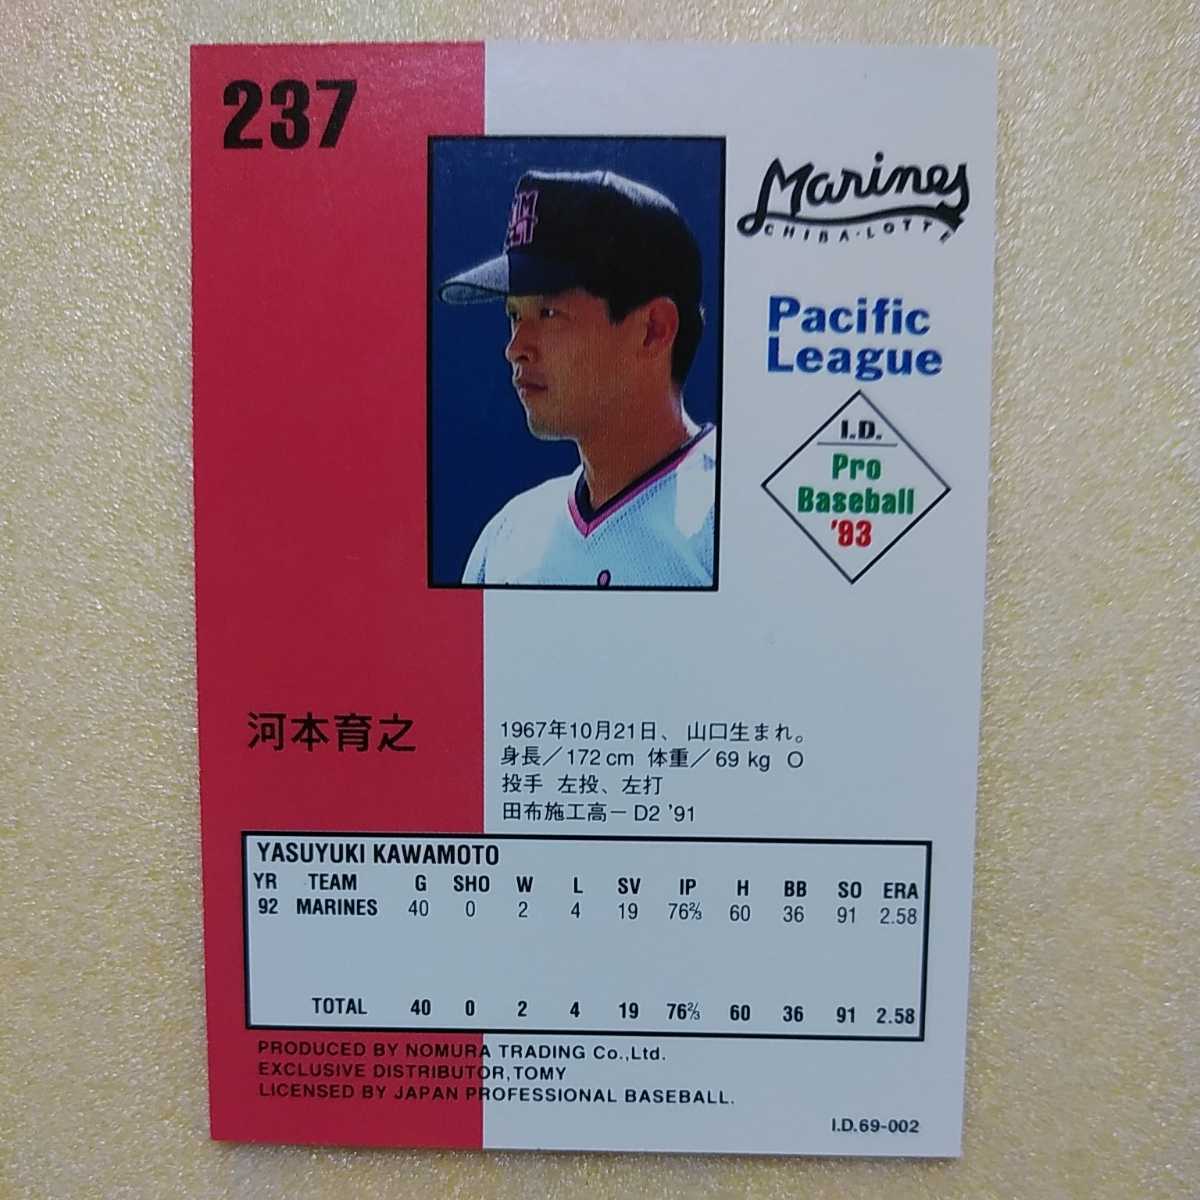 237
Marines
CHIBA·LOTTE
Pacific
League
I.D.
Pro
Baseball
'93
河本育之
1967年10月21日、山口生まれ。
身長／172cm 体重／69kg O
投手 左投、左打
田布施工高ーD2 '91
YASUYUKI KAWAMOTO
YR TEAM G SHO W L SV IP H BB SO ERA
92 MARINES 40 0 2 4 19 76⅔ 60 36 91 2.58
TOTAL 40 0 2 4 19 76⅔ 60 36 91 2.58
PRODUCED BY NOMURA TRADING Co.,Ltd.
EXCLUSIVE DISTRIBUTOR,TOMY
LICENSED BY JAPAN PROFESSIONAL BASEBALL.
I.D.69-002